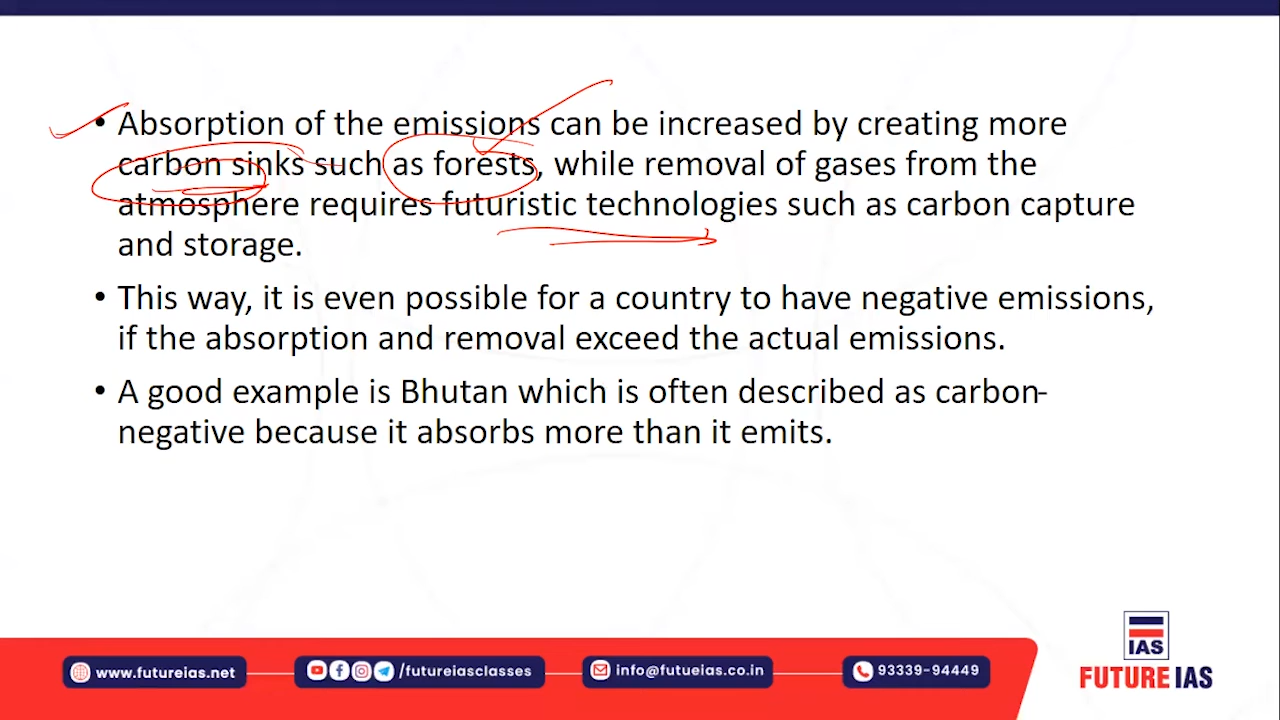 • Absorption of the emissions can be increased by creating more
carbon sinks such as forests, while removal of gases from the
atmosphere requires futuristic technologies such as carbon capture
and storage.
• This way, it is even possible for a country to have negative emissions,
if the absorption and removal exceed the actual emissions.
• A good example is Bhutan which is often described as carbon-
negative because it absorbs more than it emits.
IAS
FUTURE IAS
www.futureias.net
/futureiasclasses
info@futueias.co.in
93339-94449